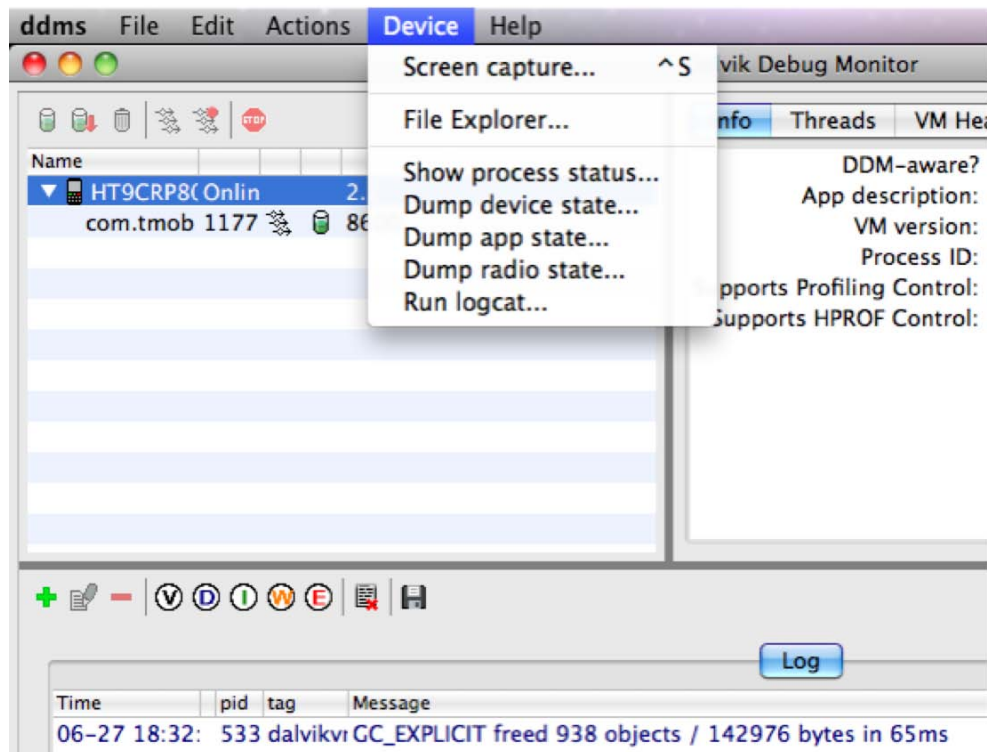 ddms File Edit Actions Device Help
Screen capture... ^S
vik Debug Monitor
File Explorer...
nfo Threads VM Hea
STOP
Name
Show process status...
DDM-aware?
HT9CRP8( Onlin 2.
Dump device state...
App description:
com.tmob 1177 86
Dump app state...
VM version:
Dump radio state...
Process ID:
Run logcat...
pports Profiling Control:
Supports HPROF Control:
V D I W E
Log
Time pid tag Message
06-27 18:32: 533 dalvikvi GC_EXPLICIT freed 938 objects / 142976 bytes in 65ms